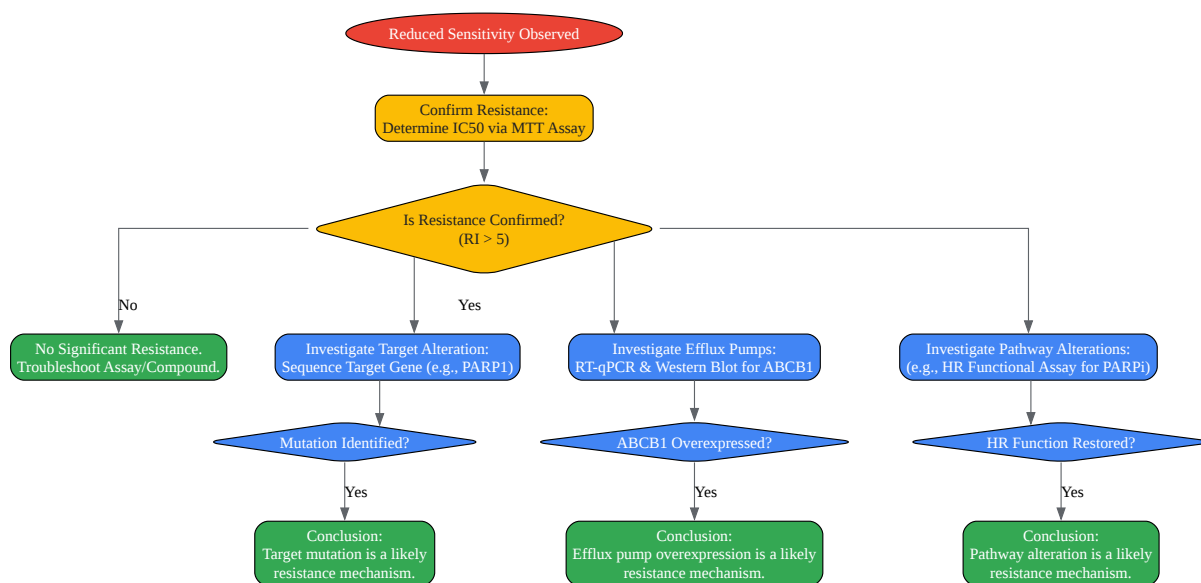 Reduced Sensitivity Observed
Confirm Resistance:
Determine IC50 via MTT Assay
Is Resistance Confirmed?
(RI > 5)
No
Yes
No Significant Resistance.
Troubleshoot Assay/Compound.
Investigate Target Alteration:
Sequence Target Gene (e.g., PARP1)
Investigate Efflux Pumps:
RT-qPCR & Western Blot for ABCB1
Investigate Pathway Alterations:
(e.g., HR Functional Assay for PARPi)
Mutation Identified?
ABCB1 Overexpressed?
HR Function Restored?
Yes
Yes
Yes
Conclusion:
Target mutation is a likely
resistance mechanism.
Conclusion:
Efflux pump overexpression is a likely
resistance mechanism.
Conclusion:
Pathway alteration is a likely
resistance mechanism.